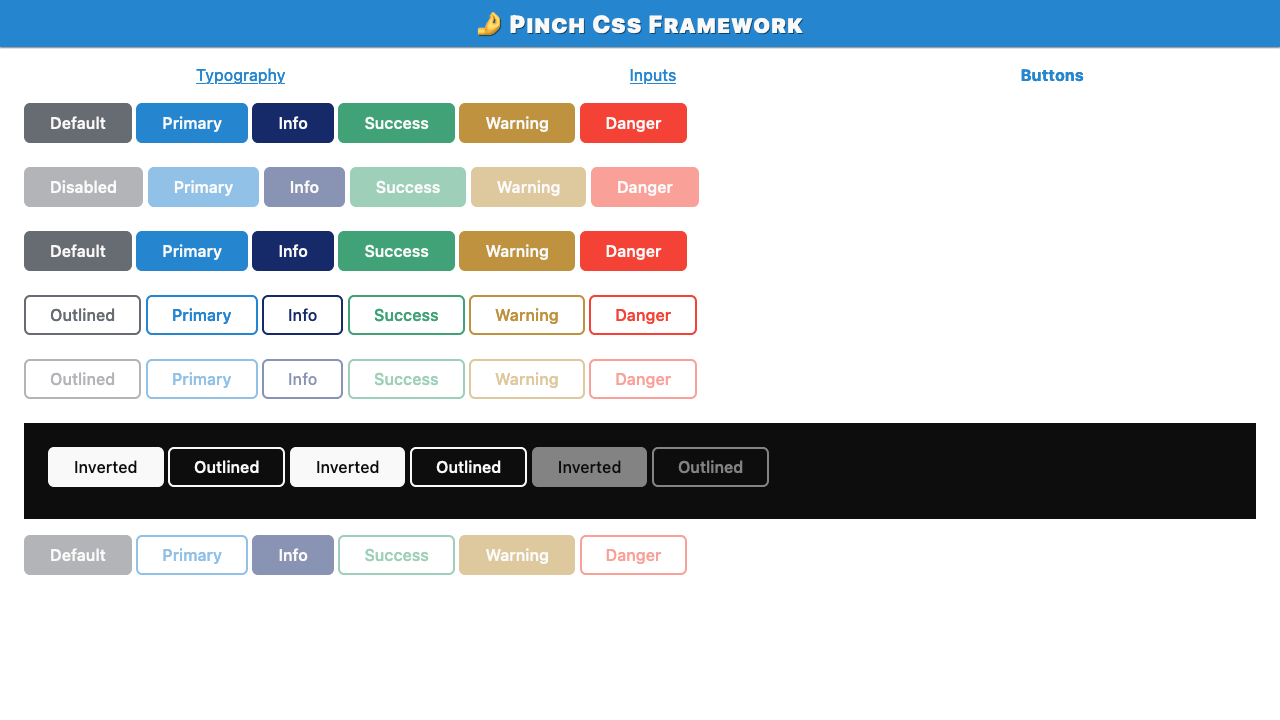 🤌 Pinch Css Framework
Typography Inputs Buttons
Default Primary Info Success Warning Danger
Disabled Primary Info Success Warning Danger
Default Primary Info Success Warning Danger
Outlined Primary Info Success Warning Danger
Outlined Primary Info Success Warning Danger
Inverted Outlined Inverted Outlined Inverted Outlined
Default Primary Info Success Warning Danger